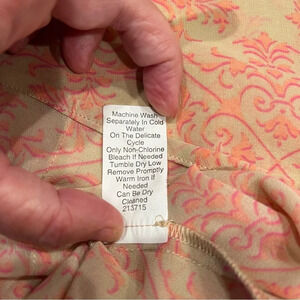 Machine Wash
Separately In Cold
Water
On The Delicate
Cycle
Only Non-Chlorine
Bleach If Needed
Tumble Dry Low
Remove Promptly
Warm Iron If
Needed
Can Be Dry
Cleaned
213715